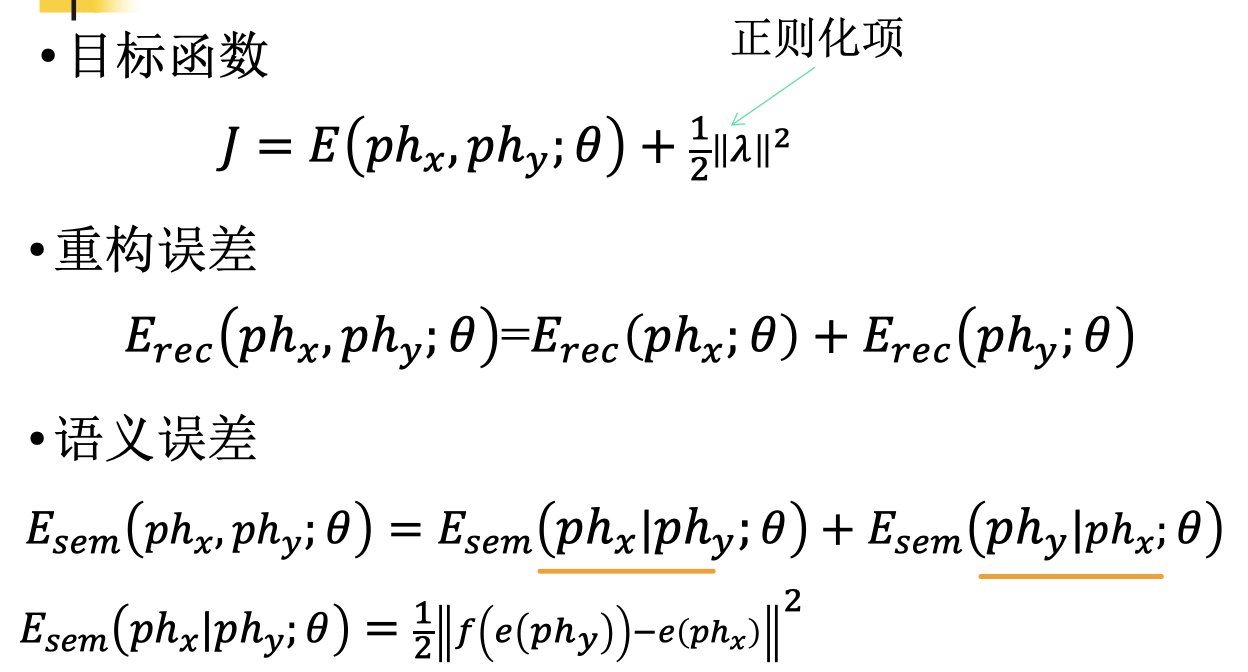 正则化项
• 目标函数
J = E(ph_x, ph_y; θ) + 1/2‖λ‖²
• 重构误差
E_rec(ph_x, ph_y; θ)=E_rec(ph_x; θ) + E_rec(ph_y; θ)
• 语义误差
E_sem(ph_x, ph_y; θ) = E_sem(ph_x|ph_y; θ) + E_sem(ph_y|ph_x; θ)
E_sem(ph_x|ph_y; θ) = 1/2‖f(e(ph_y))−e(ph_x)‖²